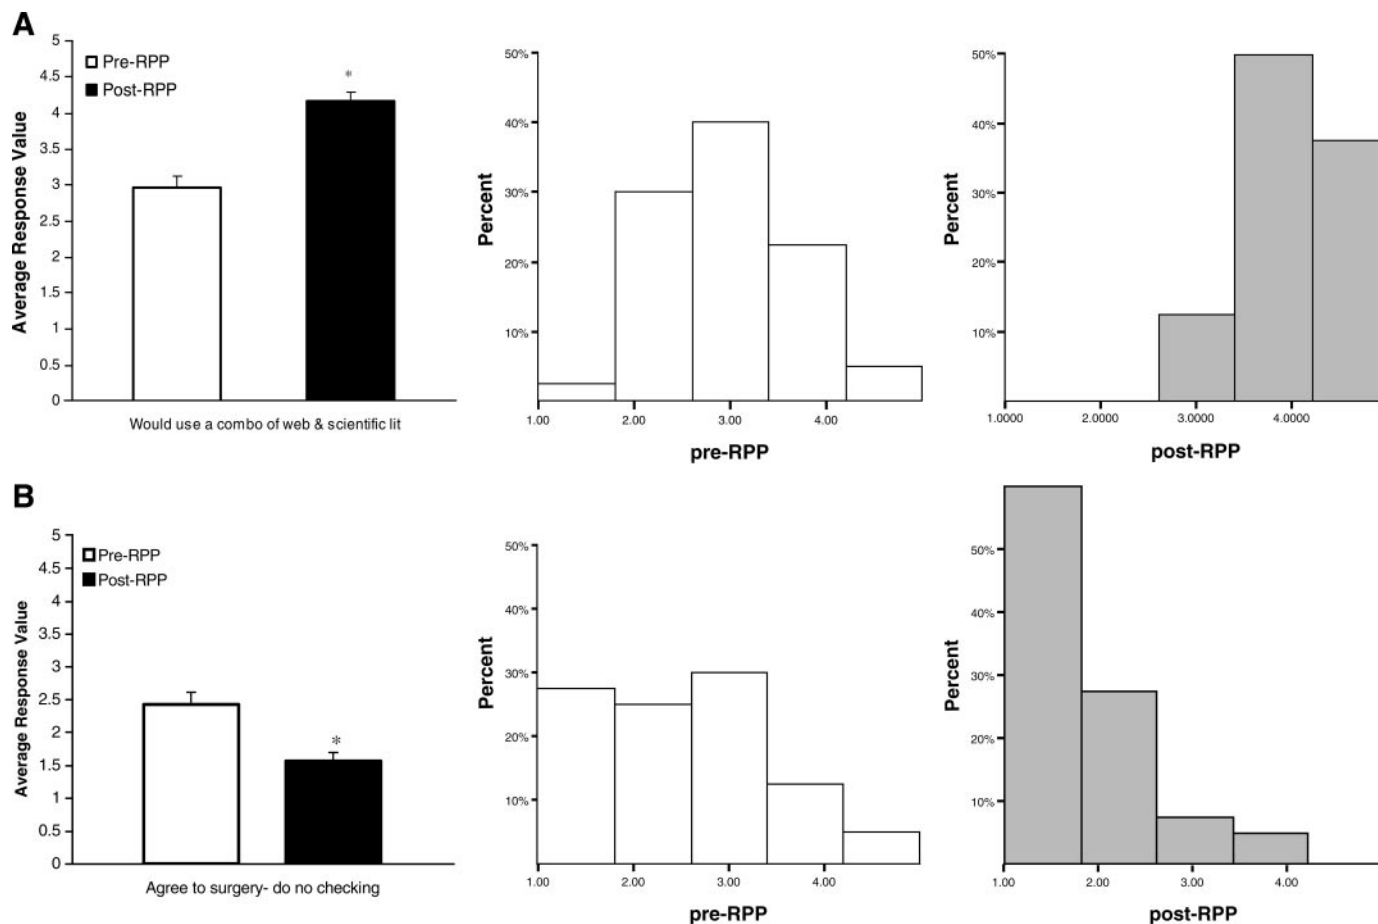 A
Pre-RPP
Post-RPP
*
Average Response Value
5
4.5
4
3.5
3
2.5
2
1.5
1
0.5
0
Would use a combo of web & scientific lit
Percent
50%
40%
30%
20%
10%
1.00 2.00 3.00 4.00
pre-RPP
Percent
50%
40%
30%
20%
10%
1.0000 2.0000 3.0000 4.0000
post-RPP
B
Pre-RPP
Post-RPP
*
Average Response Value
5
4.5
4
3.5
3
2.5
2
1.5
1
0.5
0
Agree to surgery- do no checking
Percent
50%
40%
30%
20%
10%
1.00 2.00 3.00 4.00
pre-RPP
Percent
50%
40%
30%
20%
10%
1.00 2.00 3.00 4.00
post-RPP